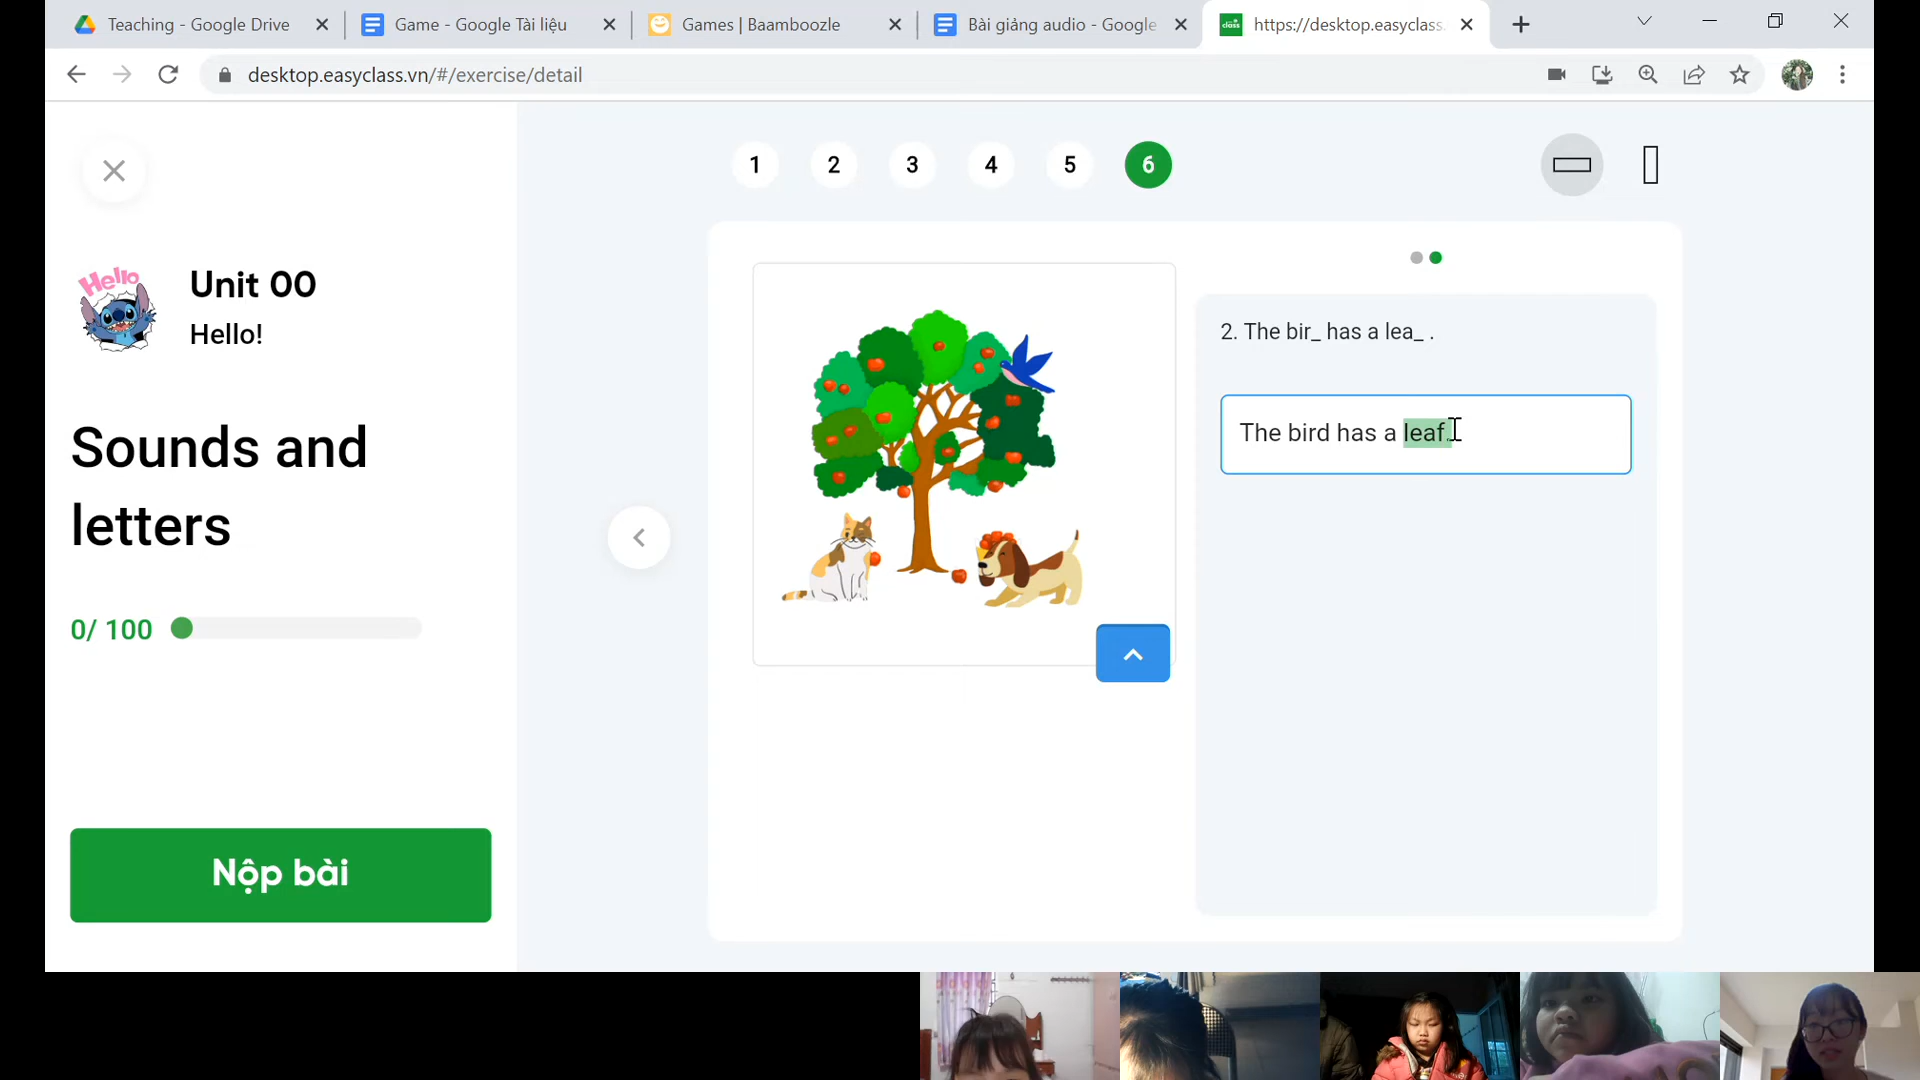 Teaching - Google Drive
Game - Google Tài liệu
Games | Baamboozle
Bài giảng audio - Google
https://desktop.easyclass.
desktop.easyclass.vn/#/exercise/detail
1 2 3 4 5 6
Hello
Unit 00
Hello!
2. The bir_ has a lea_ .
The bird has a leaf.
Sounds and
letters
0/ 100
Nộp bài